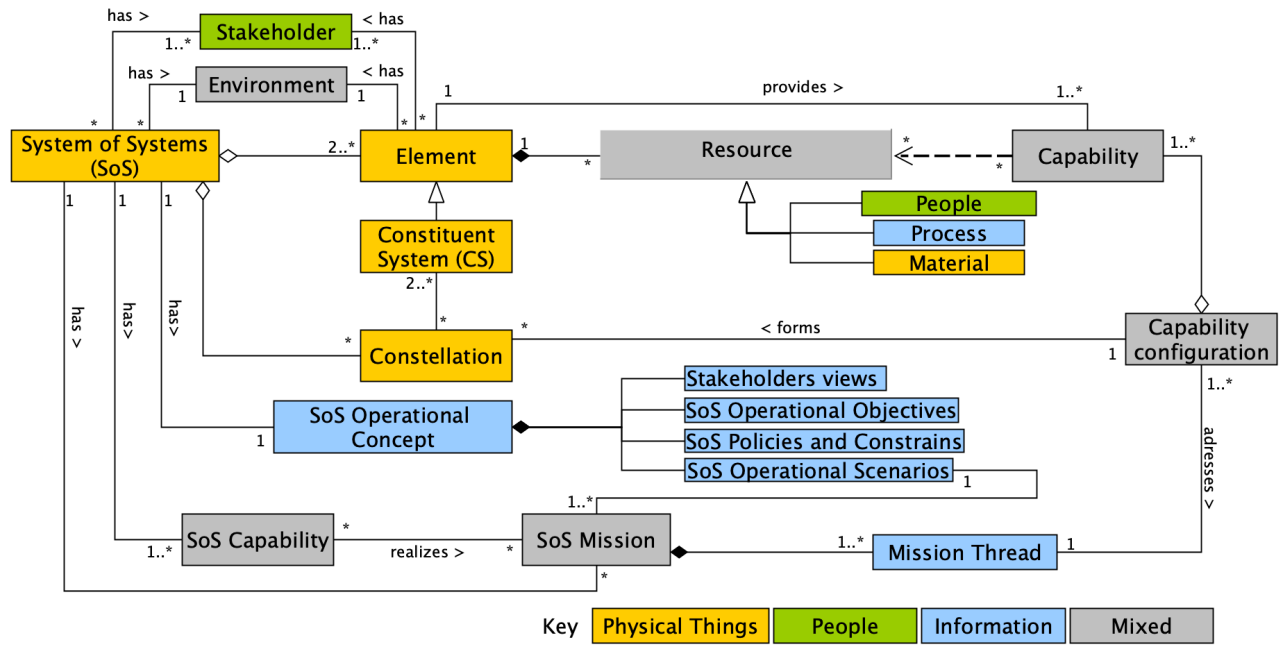 has >
Stakeholder
< has
1..*
1..*
has >
Environment
< has
1
1
*
*
*
*
System of Systems
(SoS)
2..*
Element
1
provides >
1..*
1
*
Resource
*
*
Capability
1..*
People
Process
Material
1
1
1
Constituent
System (CS)
2..*
*
has >
has>
has>
*
Constellation
*
< forms
1
Capability
configuration
1..*
SoS Operational
Concept
1
Stakeholders views
SoS Operational Objectives
SoS Policies and Constrains
SoS Operational Scenarios
1
adresses >
1..*
SoS Capability
1..*
*
realizes >
*
SoS Mission
*
1..*
Mission Thread
1
Key
Physical Things
People
Information
Mixed